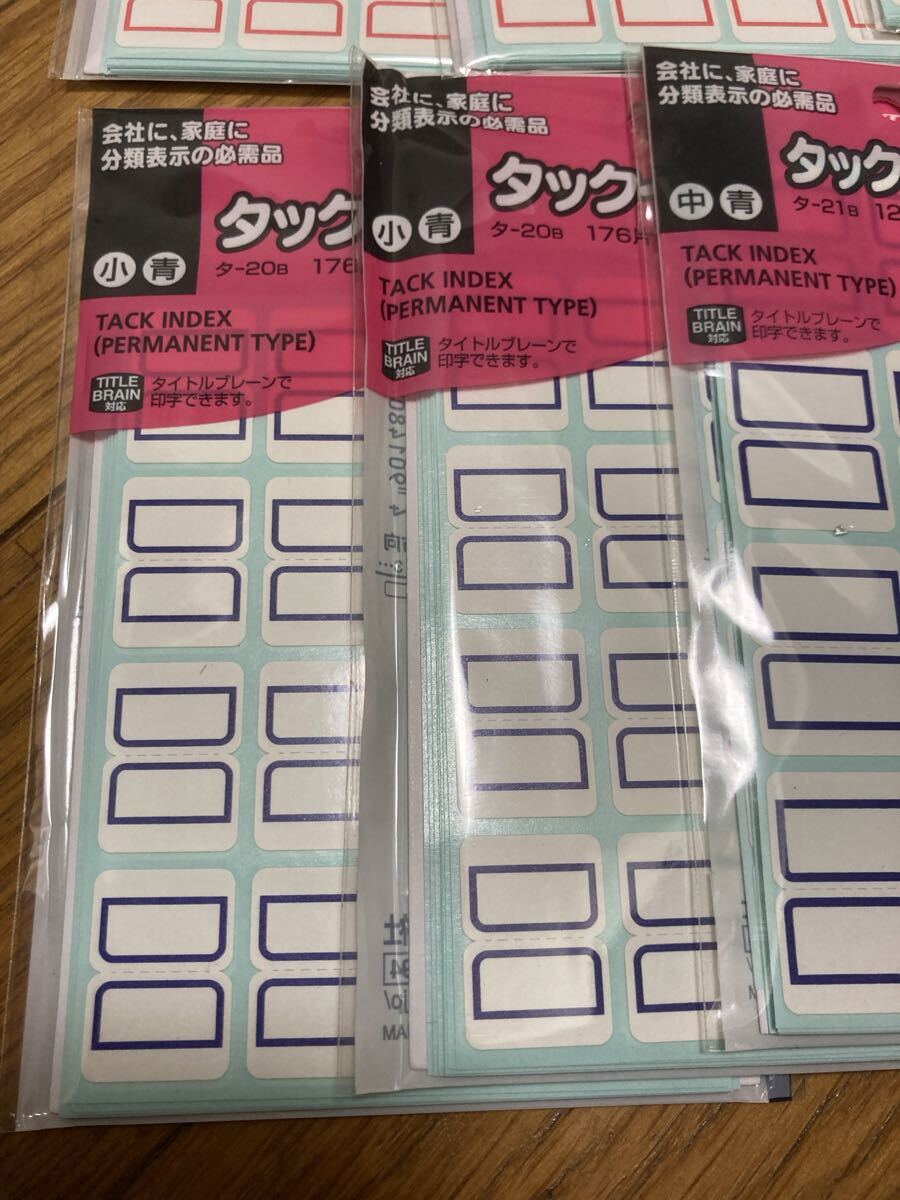 会社に、家庭に
分類表示の必需品
小 青
タック
タ-20B 176
TACK INDEX
(PERMANENT TYPE)
TITLE
BRAIN
対応
タイトルブレーンで
印字できます。
会社に、家庭に
分類表示の必需品
小 青
タック
タ-20B 176片
TACK INDEX
(PERMANENT TYPE)
TITLE
BRAIN
対応
タイトルブレーンで
印字できます。
会社に、家庭に
分類表示の必需品
中 青
タック
タ-21B 12
TACK INDEX
(PERMANENT TYPE)
TITLE
BRAIN
対応
タイトルブレーンで
印字できます。